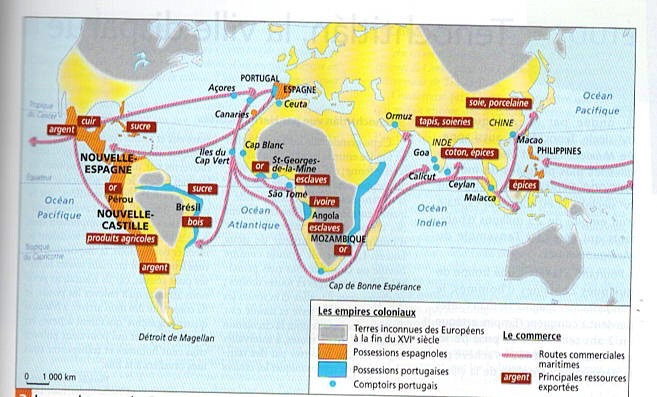 PORTUGAL
Açores
ESPAGNE
Ceuta
Canaries
Ormuz
soie, porcelaine
tapis, soieries
CHINE
Océan
Pacifique
Tropique
du Cancer
cuir
argent
sucre
Iles du
Cap Vert
Cap Blanc
or
St-Georges-
de-la-Mine
esclaves
INDE
Goa
coton, épices
Macao
PHILIPPINES
NOUVELLE-
ESPAGNE
Calicut
Ceylan
épices
Malacca
Équateur
or
Pérou
sucre
São Tomé
ivoire
Océan
Pacifique
NOUVELLE-
CASTILLE
Brésil
bois
Océan
Atlantique
Angola
esclaves
Océan
Indien
produits agricoles
MOZAMBIQUE
or
Tropique
du Capricorne
argent
Cap de Bonne Espérance
Détroit de Magellan
Les empires coloniaux
Terres inconnues des Européens
à la fin du XVIe siècle
Possessions espagnoles
Possessions portugaises
Comptoirs portugais
Le commerce
Routes commerciales
maritimes
argent
Principales ressources
exportées
0 1 000 km